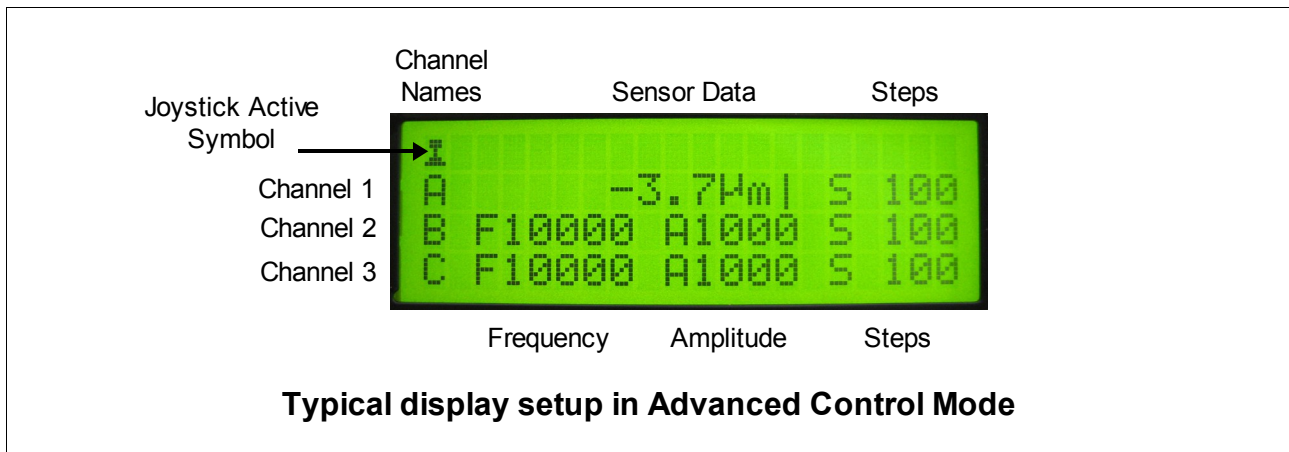 Channel
Names Sensor Data Steps
Joystick Active
Symbol
Channel 1 A -3.7µm| S 100
Channel 2 B F10000 A1000 S 100
Channel 3 C F10000 A1000 S 100
Frequency Amplitude Steps
Typical display setup in Advanced Control Mode